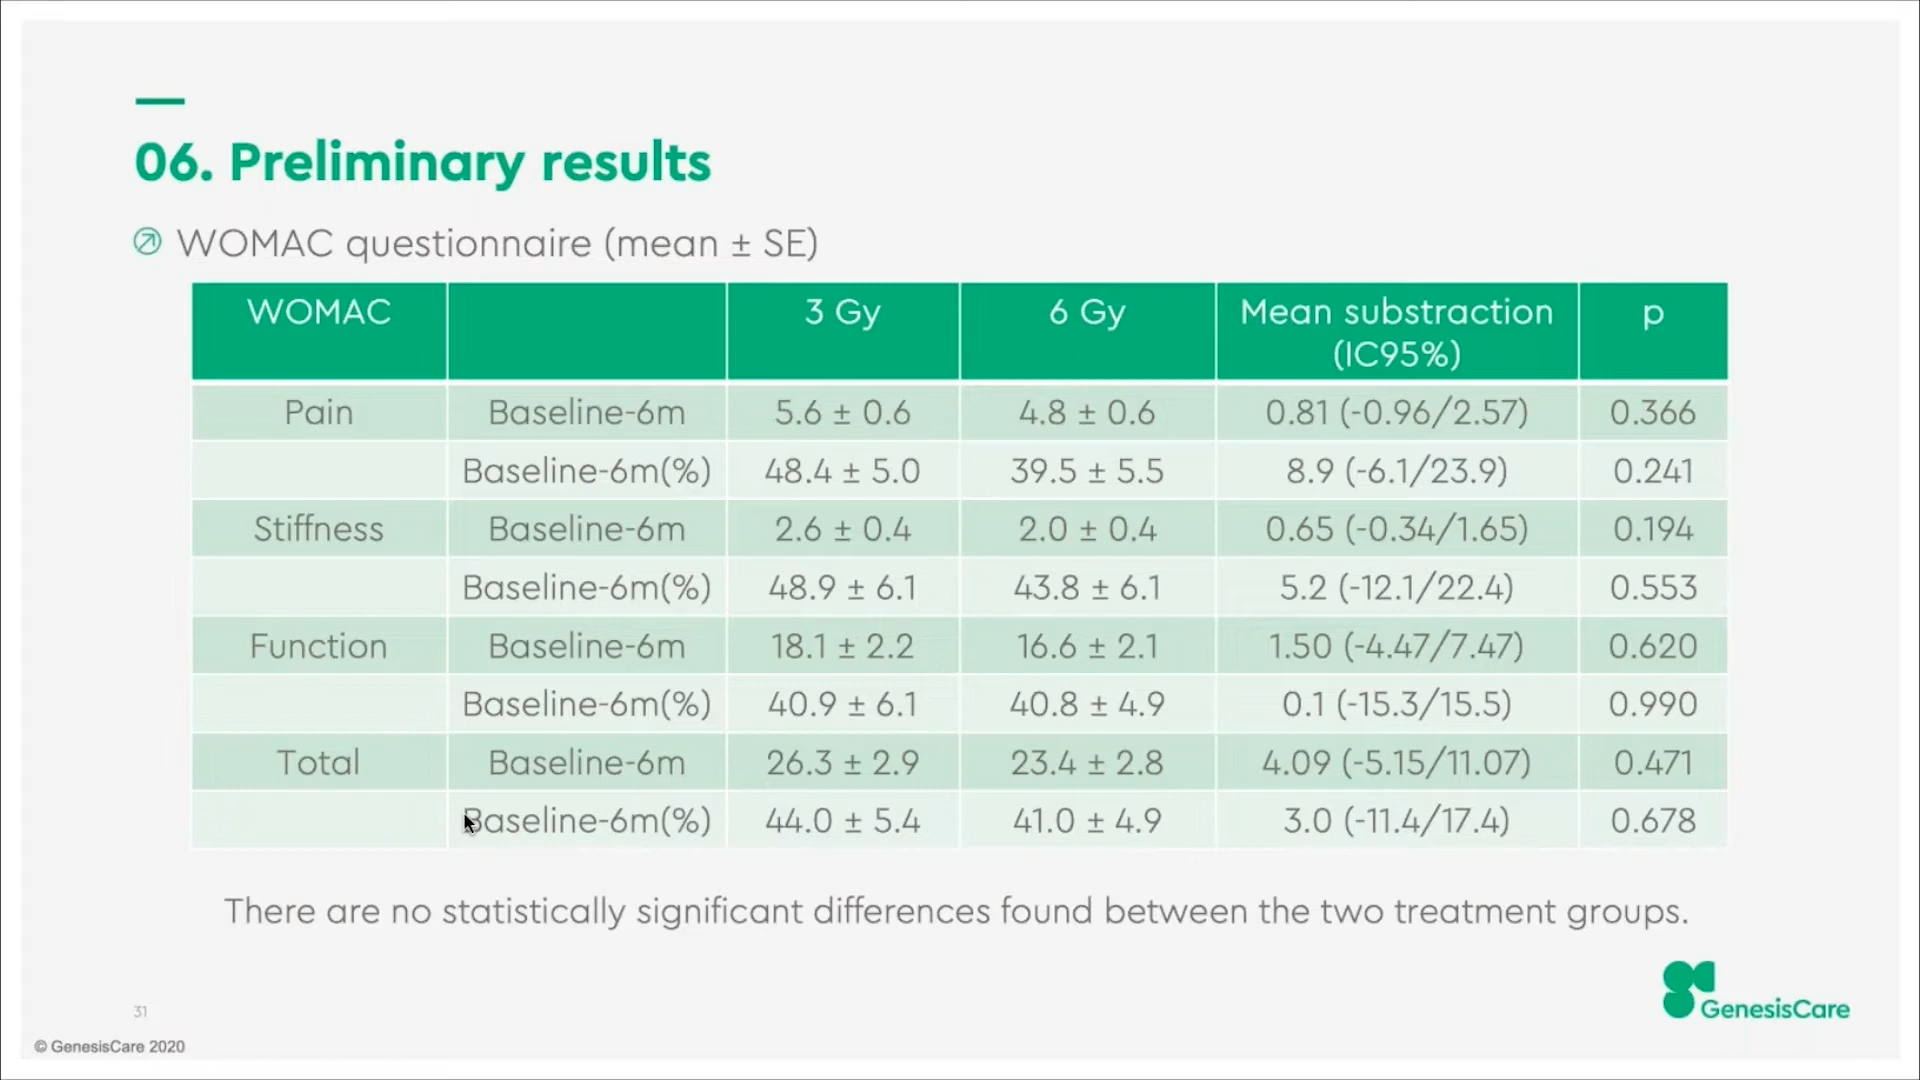 06. Preliminary results
WOMAC questionnaire (mean ± SE)
WOMAC 3 Gy 6 Gy Mean substraction (IC95%) p
Pain Baseline-6m 5.6 ± 0.6 4.8 ± 0.6 0.81 (-0.96/2.57) 0.366
Baseline-6m(%) 48.4 ± 5.0 39.5 ± 5.5 8.9 (-6.1/23.9) 0.241
Stiffness Baseline-6m 2.6 ± 0.4 2.0 ± 0.4 0.65 (-0.34/1.65) 0.194
Baseline-6m(%) 48.9 ± 6.1 43.8 ± 6.1 5.2 (-12.1/22.4) 0.553
Function Baseline-6m 18.1 ± 2.2 16.6 ± 2.1 1.50 (-4.47/7.47) 0.620
Baseline-6m(%) 40.9 ± 6.1 40.8 ± 4.9 0.1 (-15.3/15.5) 0.990
Total Baseline-6m 26.3 ± 2.9 23.4 ± 2.8 4.09 (-5.15/11.07) 0.471
Baseline-6m(%) 44.0 ± 5.4 41.0 ± 4.9 3.0 (-11.4/17.4) 0.678
There are no statistically significant differences found between the two treatment groups.
31
GenesisCare
© GenesisCare 2020